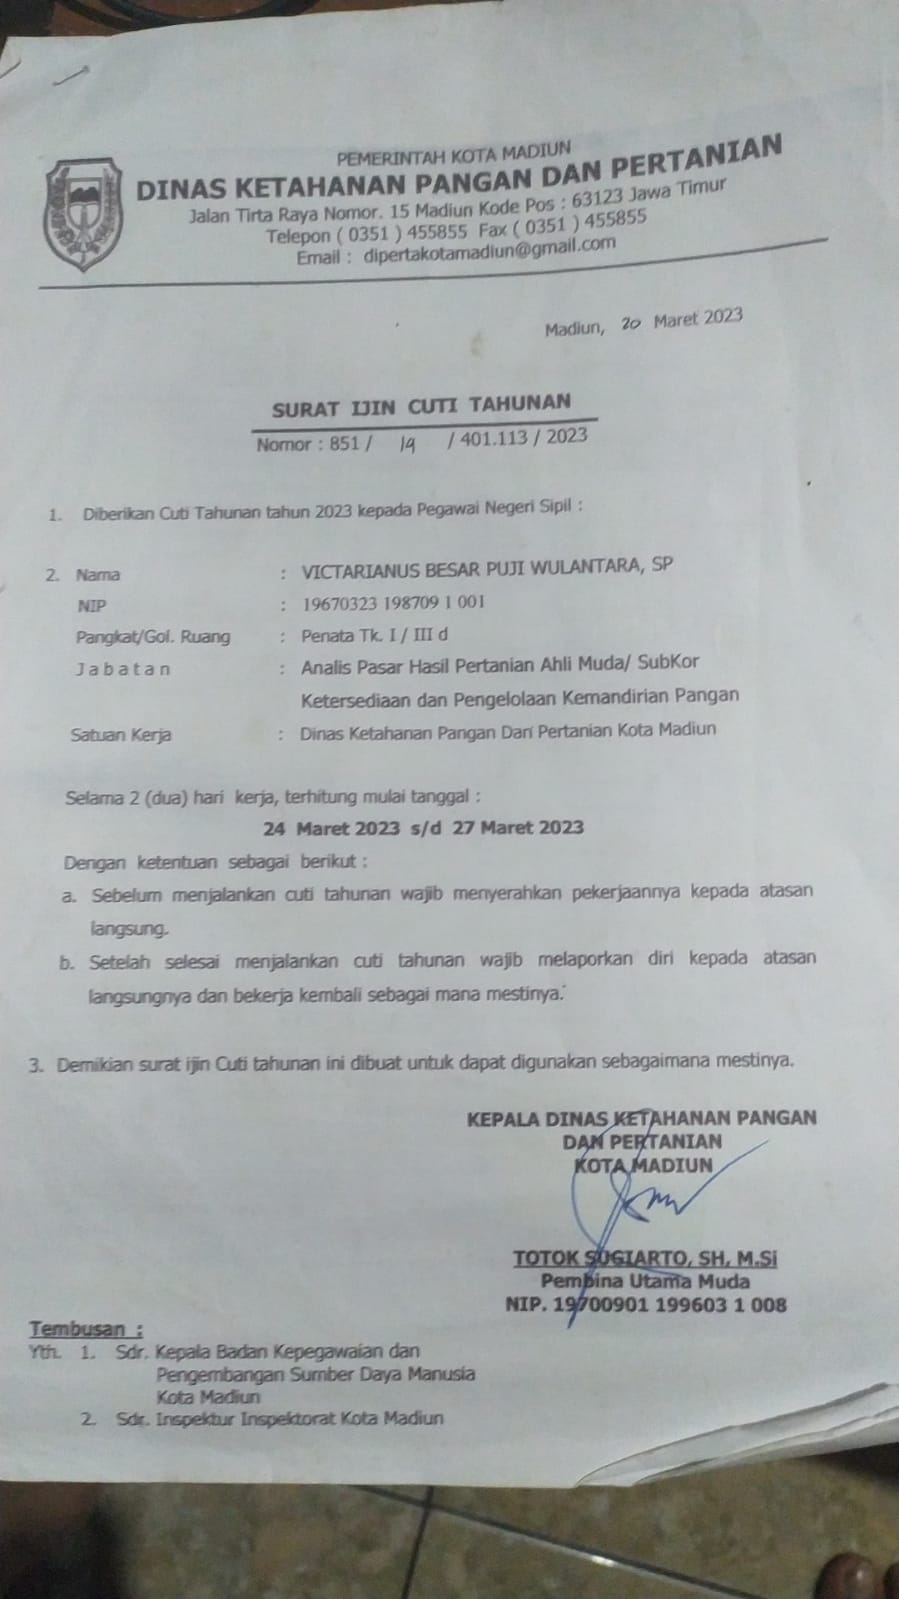 PEMERINTAH KOTA MADIUN
DINAS KETAHANAN PANGAN DAN PERTANIAN
Jalan Tirta Raya Nomor. 15 Madiun Kode Pos : 63123 Jawa Timur
Telepon ( 0351 ) 455855 Fax ( 0351 ) 455855
Email : dipertakotamadiun@gmail.com
Madiun, 20 Maret 2023
SURAT IJIN CUTI TAHUNAN
Nomor : 851 / 19 / 401.113 / 2023
1. Diberikan Cuti Tahunan tahun 2023 kepada Pegawai Negeri Sipil :
2. Nama : VICTARIANUS BESAR PUJI WULANTARA, SP
NIP : 19670323 198709 1 001
Pangkat/Gol. Ruang : Penata Tk. I / III d
J a b a t a n : Analis Pasar Hasil Pertanian Ahli Muda/ SubKor
Ketersediaan dan Pengelolaan Kemandirian Pangan
Satuan Kerja : Dinas Ketahanan Pangan Dan Pertanian Kota Madiun
Selama 2 (dua) hari kerja, terhitung mulai tanggal :
24 Maret 2023 s/d 27 Maret 2023
Dengan ketentuan sebagai berikut :
a. Sebelum menjalankan cuti tahunan wajib menyerahkan pekerjaannya kepada atasan
langsung.
b. Setelah selesai menjalankan cuti tahunan wajib melaporkan diri kepada atasan
langsungnya dan bekerja kembali sebagai mana mestinya.
3. Demikian surat ijin Cuti tahunan ini dibuat untuk dapat digunakan sebagaimana mestinya.
KEPALA DINAS KETAHANAN PANGAN
DAN PERTANIAN
KOTA MADIUN
TOTOK SUGIARTO, SH, M.Si
Pembina Utama Muda
NIP. 19700901 199603 1 008
Tembusan :
Yth. 1. Sdr. Kepala Badan Kepegawaian dan
Pengembangan Sumber Daya Manusia
Kota Madiun
2. Sdr. Inspektur Inspektorat Kota Madiun